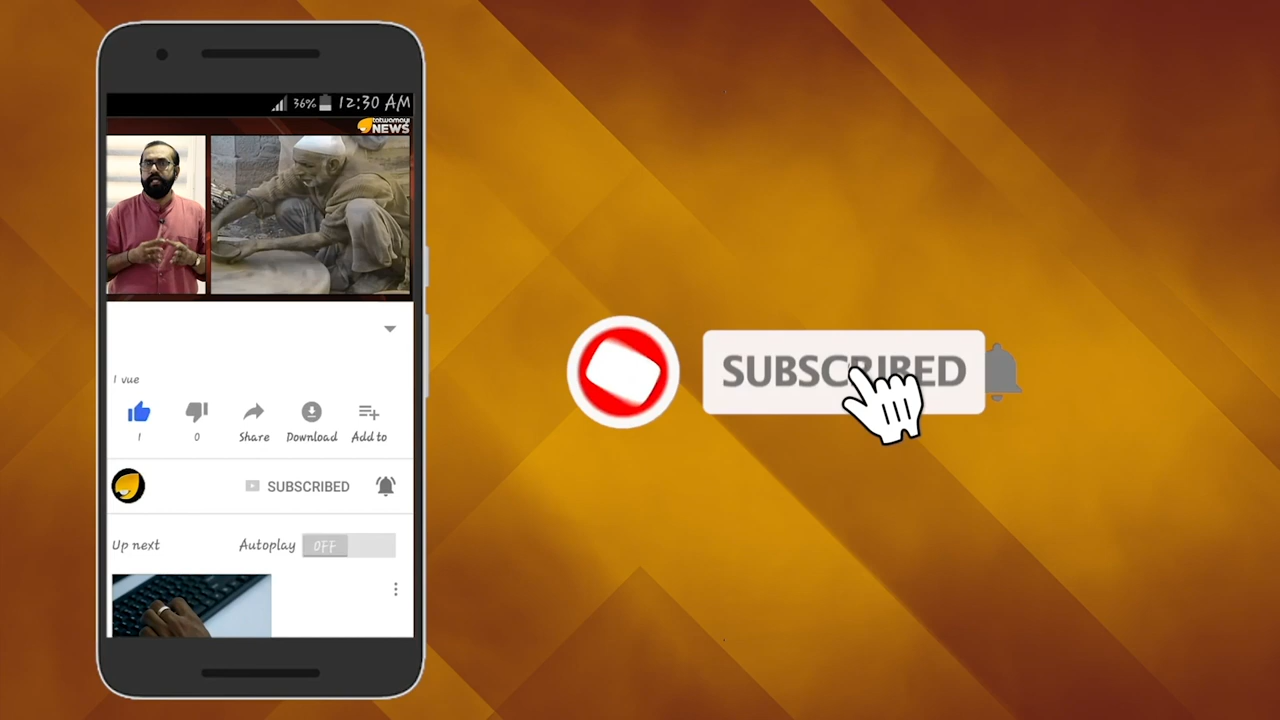 36% 12:30 AM
tatwamayi
NEWS
1 vue
1
0
Share
Download
Add to
SUBSCRIBED
Up next
Autoplay
OFF
SUBSCRIBED